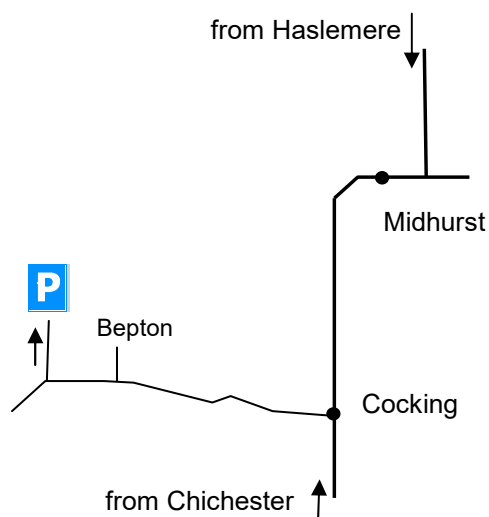 from Haslemere
Midhurst
P
Bepton
Cocking
from Chichester